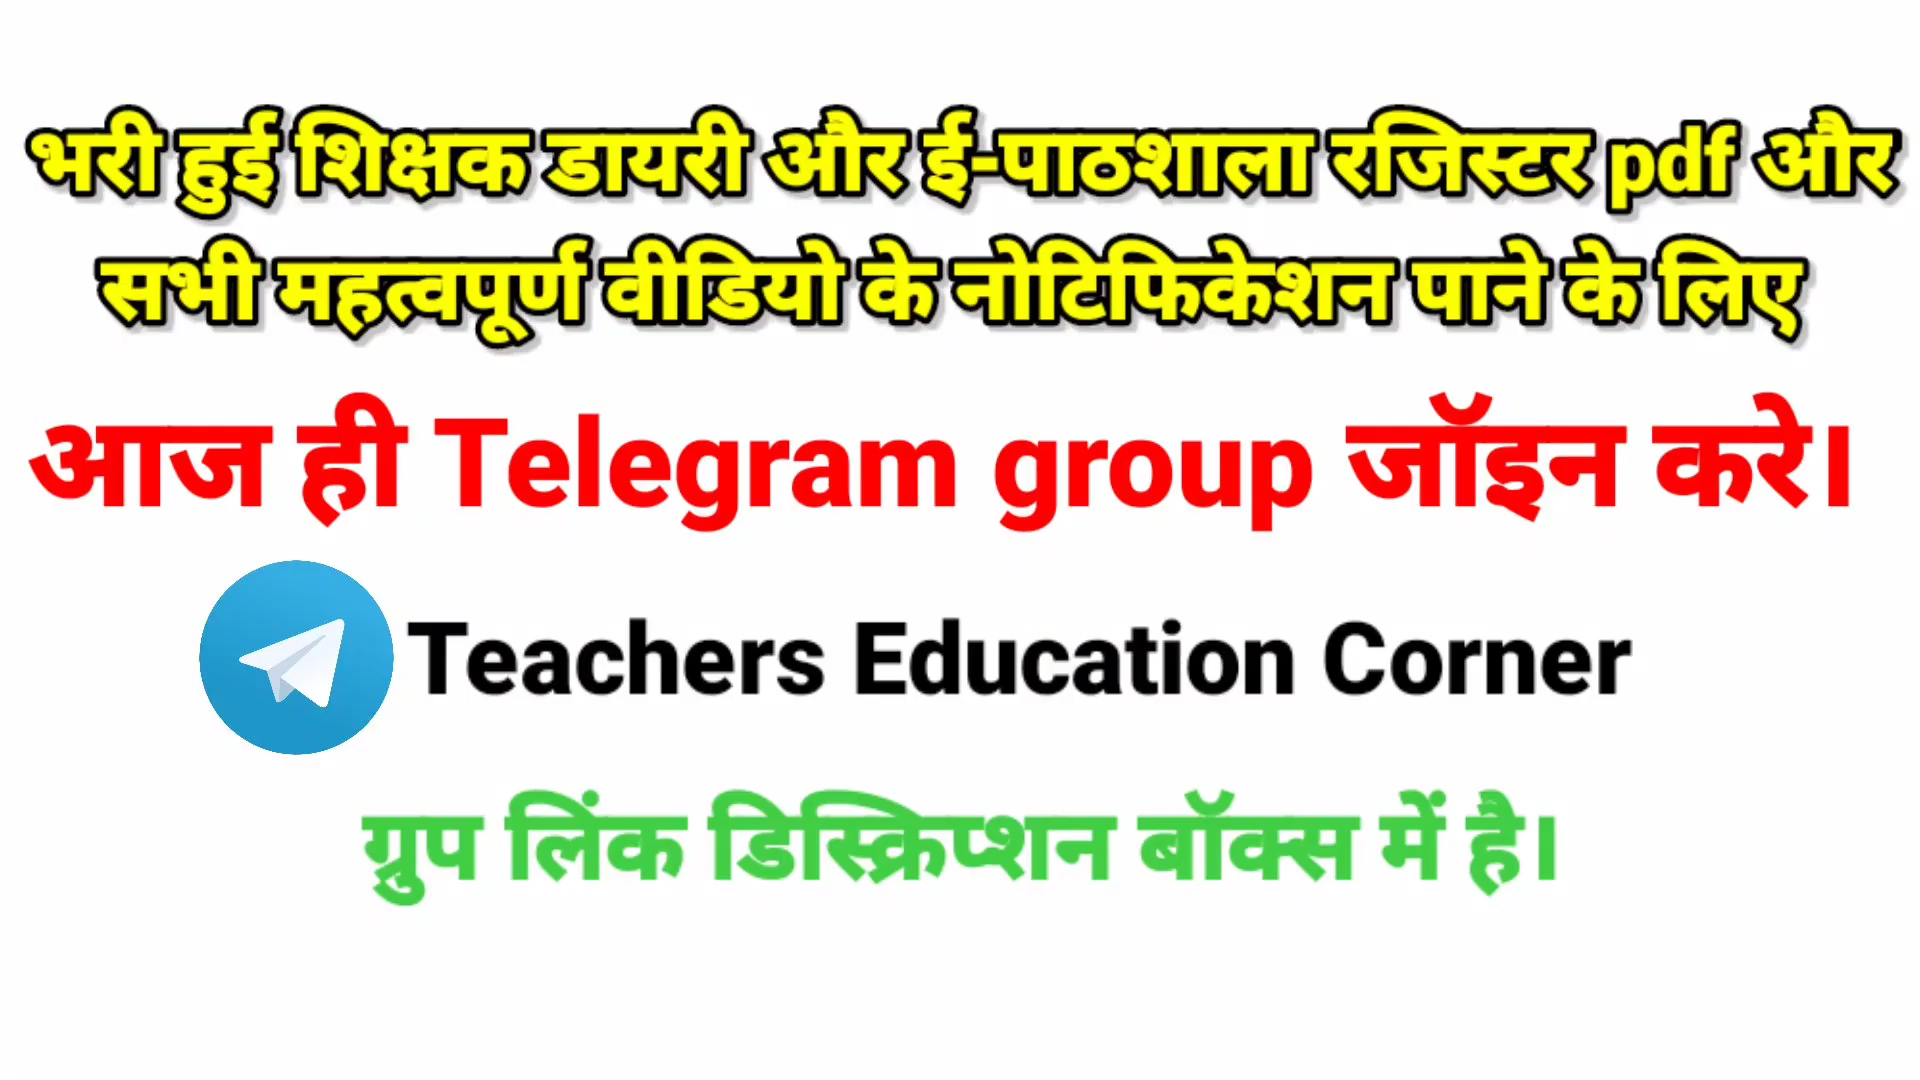 भरी हुई शिक्षक डायरी और ई-पाठशाला रजिस्टर pdf और
सभी महत्वपूर्ण वीडियो के नोटिफिकेशन पाने के लिए
आज ही Telegram group जॉइन करे।
Teachers Education Corner
ग्रुप लिंक डिस्क्रिप्शन बॉक्स में है।